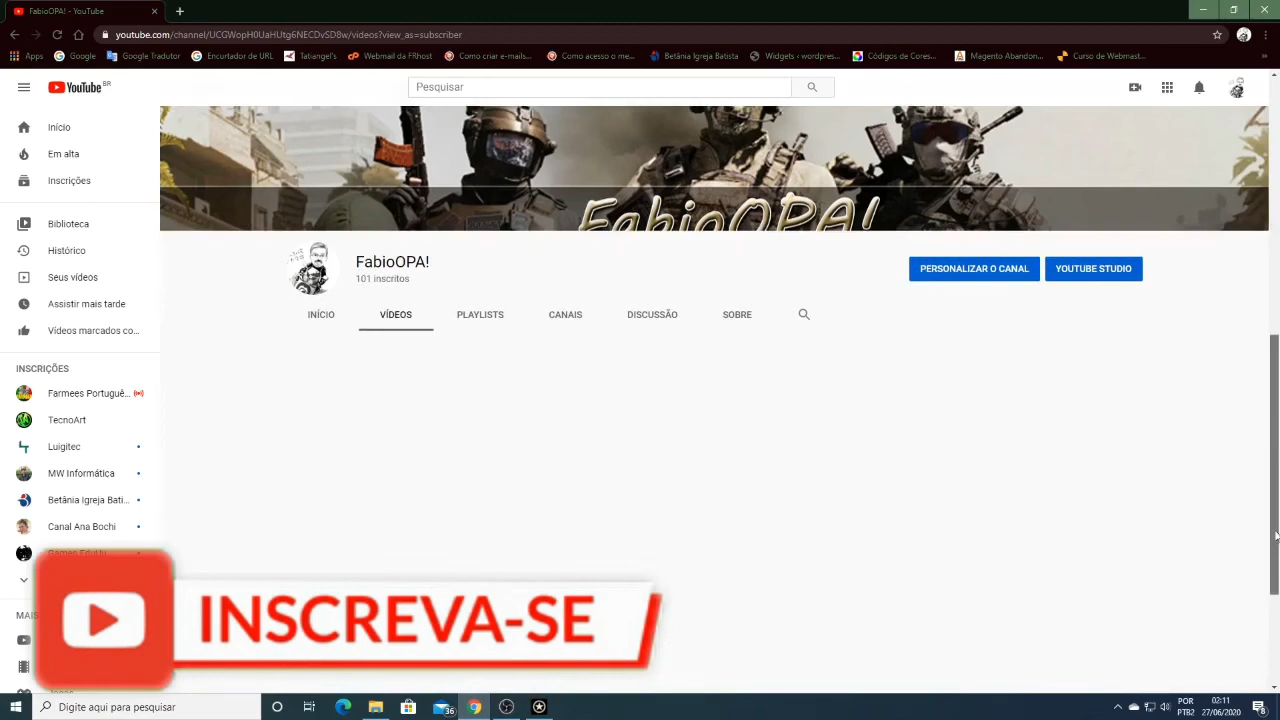 FabioOPA! - YouTube
youtube.com/channel/UCGWopH0UaHUtg6NECDvSD8w/videos?view_as=subscriber
Apps Google Google Tradutor Encurtador de URL Tatiangel's Webmail da FRhost Como criar e-mails... Como acesso o me... Betânia Igreja Batista Widgets ‹ wordpres... Códigos de Cores... Magento Abandon... Curso de Webmast...
YouTube BR
Pesquisar
FabioOPA!
Início
Em alta
Inscrições
Biblioteca
Histórico
Seus vídeos
Assistir mais tarde
Vídeos marcados co...
INSCRIÇÕES
Farmees Portuguê...
TecnoArt
Luigitec
MW Informática
Betânia Igreja Bati...
Canal Ana Bochi
FabioOPA!
101 inscritos
PERSONALIZAR O CANAL YOUTUBE STUDIO
INÍCIO VÍDEOS PLAYLISTS CANAIS DISCUSSÃO SOBRE
MAIS
INSCREVA-SE
Digite aqui para pesquisar
36
POR
PTB2
02:11
27/06/2020
8